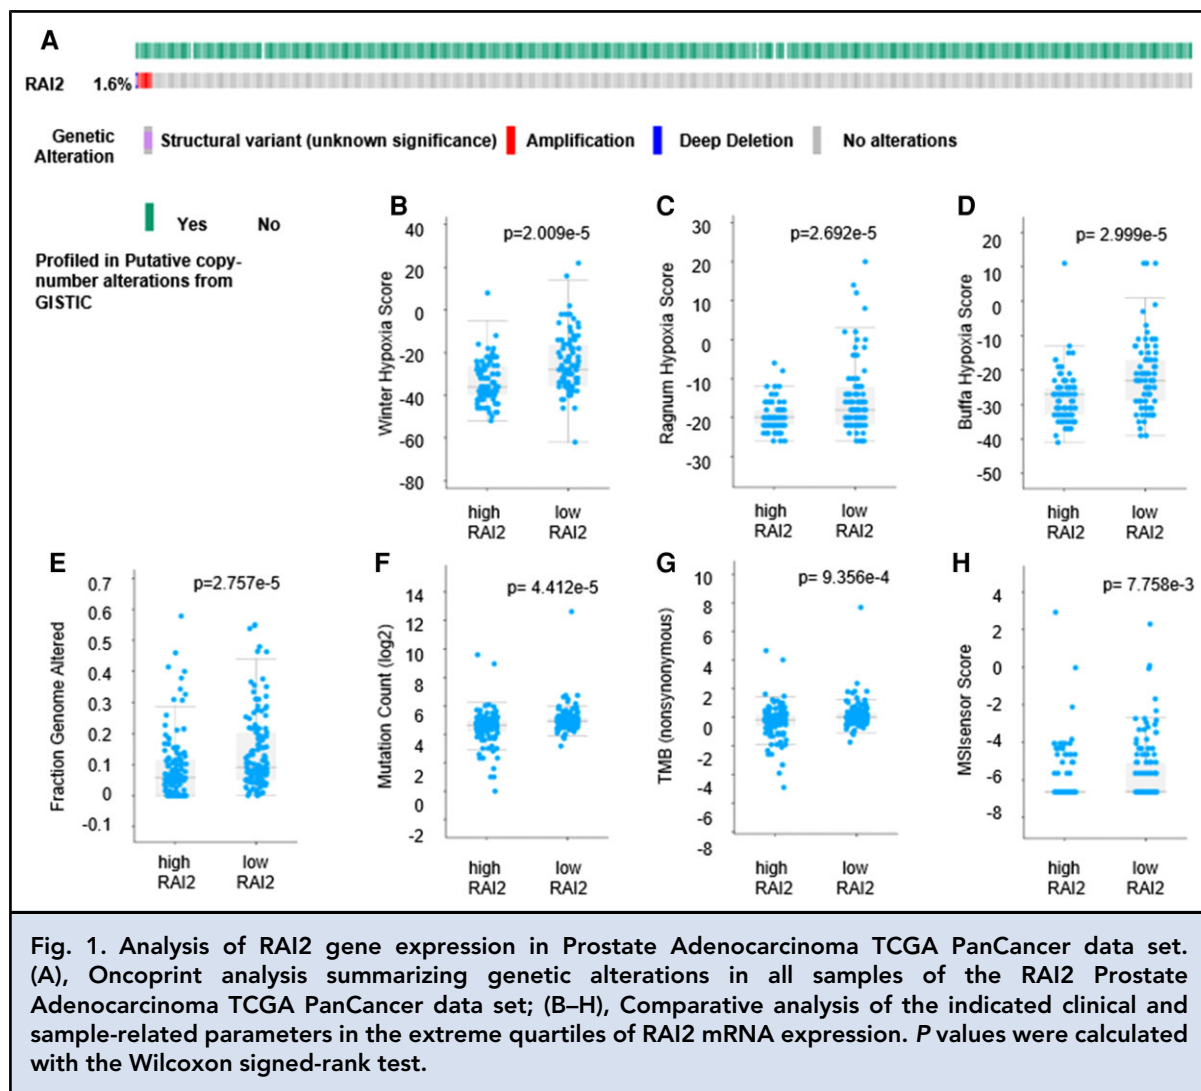 A
RAI2 1.6%
Genetic Alteration
Structural variant (unknown significance) Amplification Deep Deletion No alterations
Yes No
Profiled in Putative copy-
number alterations from
GISTIC
B
p=2.009e-5
Winter Hypoxia Score
40
20
0
-20
-40
-60
-80
high RAI2
low RAI2
C
p=2.692e-5
Ragnum Hypoxia Score
30
20
10
0
-10
-20
-30
high RAI2
low RAI2
D
p= 2.999e-5
Buffa Hypoxia Score
20
10
0
-10
-20
-30
-40
-50
high RAI2
low RAI2
E
p=2.757e-5
Fraction Genome Altered
0.7
0.6
0.5
0.4
0.3
0.2
0.1
0
-0.1
high RAI2
low RAI2
F
p= 4.412e-5
Mutation Count (log2)
14
12
10
8
6
4
2
0
-2
high RAI2
low RAI2
G
p= 9.356e-4
TMB (nonsynonymous)
10
8
6
4
2
0
-2
-4
-6
-8
high RAI2
low RAI2
H
p= 7.758e-3
MSIsensor Score
4
2
0
-2
-4
-6
-8
high RAI2
low RAI2
Fig. 1. Analysis of RAI2 gene expression in Prostate Adenocarcinoma TCGA PanCancer data set.
(A), Oncoprint analysis summarizing genetic alterations in all samples of the RAI2 Prostate
Adenocarcinoma TCGA PanCancer data set; (B–H), Comparative analysis of the indicated clinical and
sample-related parameters in the extreme quartiles of RAI2 mRNA expression. P values were calculated
with the Wilcoxon signed-rank test.